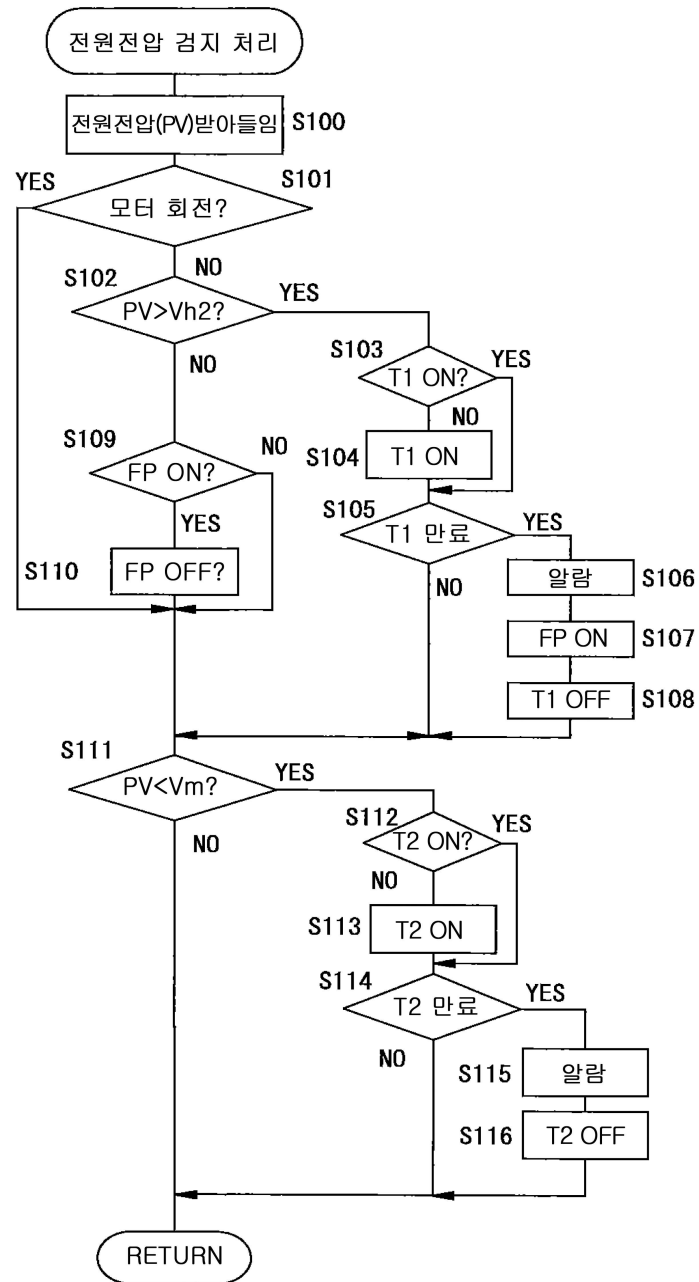 전원전압 검지 처리
전원전압(PV)받아들임 S100
YES S101
모터 회전?
NO
S102 YES
PV>Vh2?
NO
S103 YES
T1 ON?
NO
S104 T1 ON
S109 NO
FP ON?
YES
S110 FP OFF?
S105 YES
T1 만료
NO
알람 S106
FP ON S107
T1 OFF S108
S111 YES
PV<Vm?
NO
S112 YES
T2 ON?
NO
S113 T2 ON
S114 YES
T2 만료
NO
S115 알람
S116 T2 OFF
RETURN